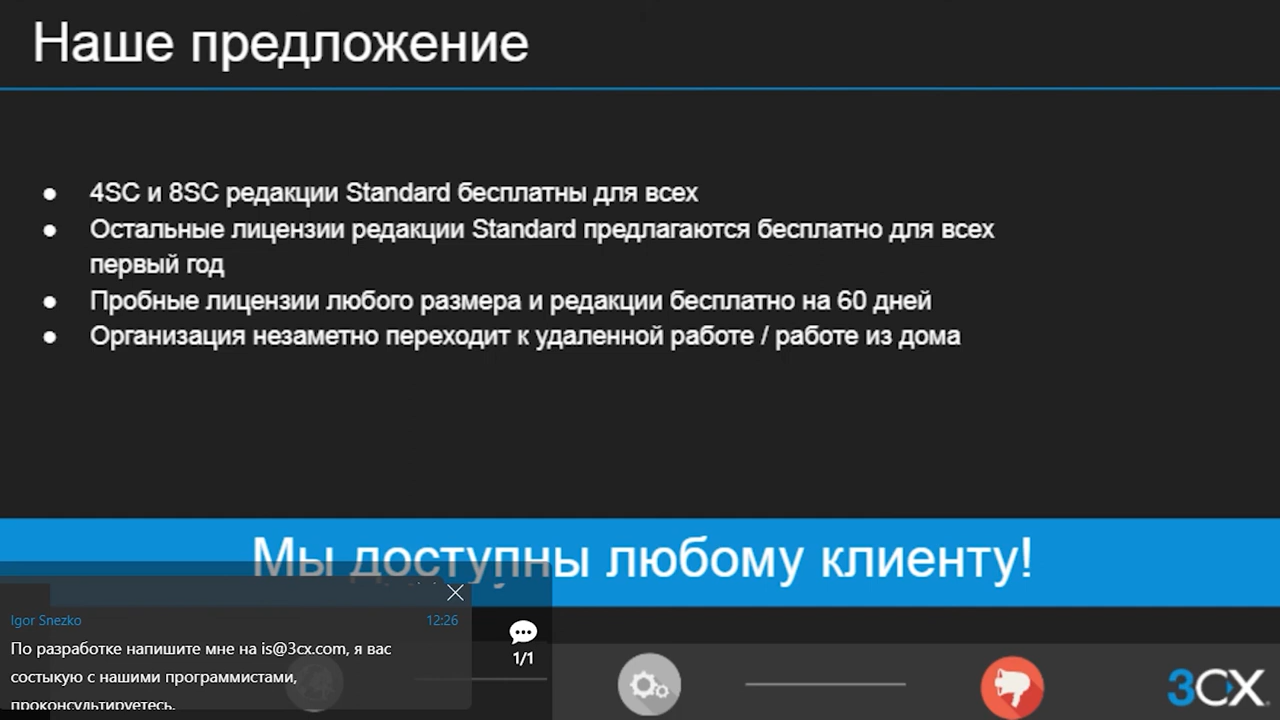 Наше предложение
● 4SC и 8SC редакции Standard бесплатны для всех
● Остальные лицензии редакции Standard предлагаются бесплатно для всех
первый год
● Пробные лицензии любого размера и редакции бесплатно на 60 дней
● Организация незаметно переходит к удаленной работе / работе из дома
Мы доступны любому клиенту!
Igor Snezko 12:26
По разработке напишите мне на is@3cx.com, я вас
состыкую с нашими программистами,
проконсультируетесь.
1/1
3CX